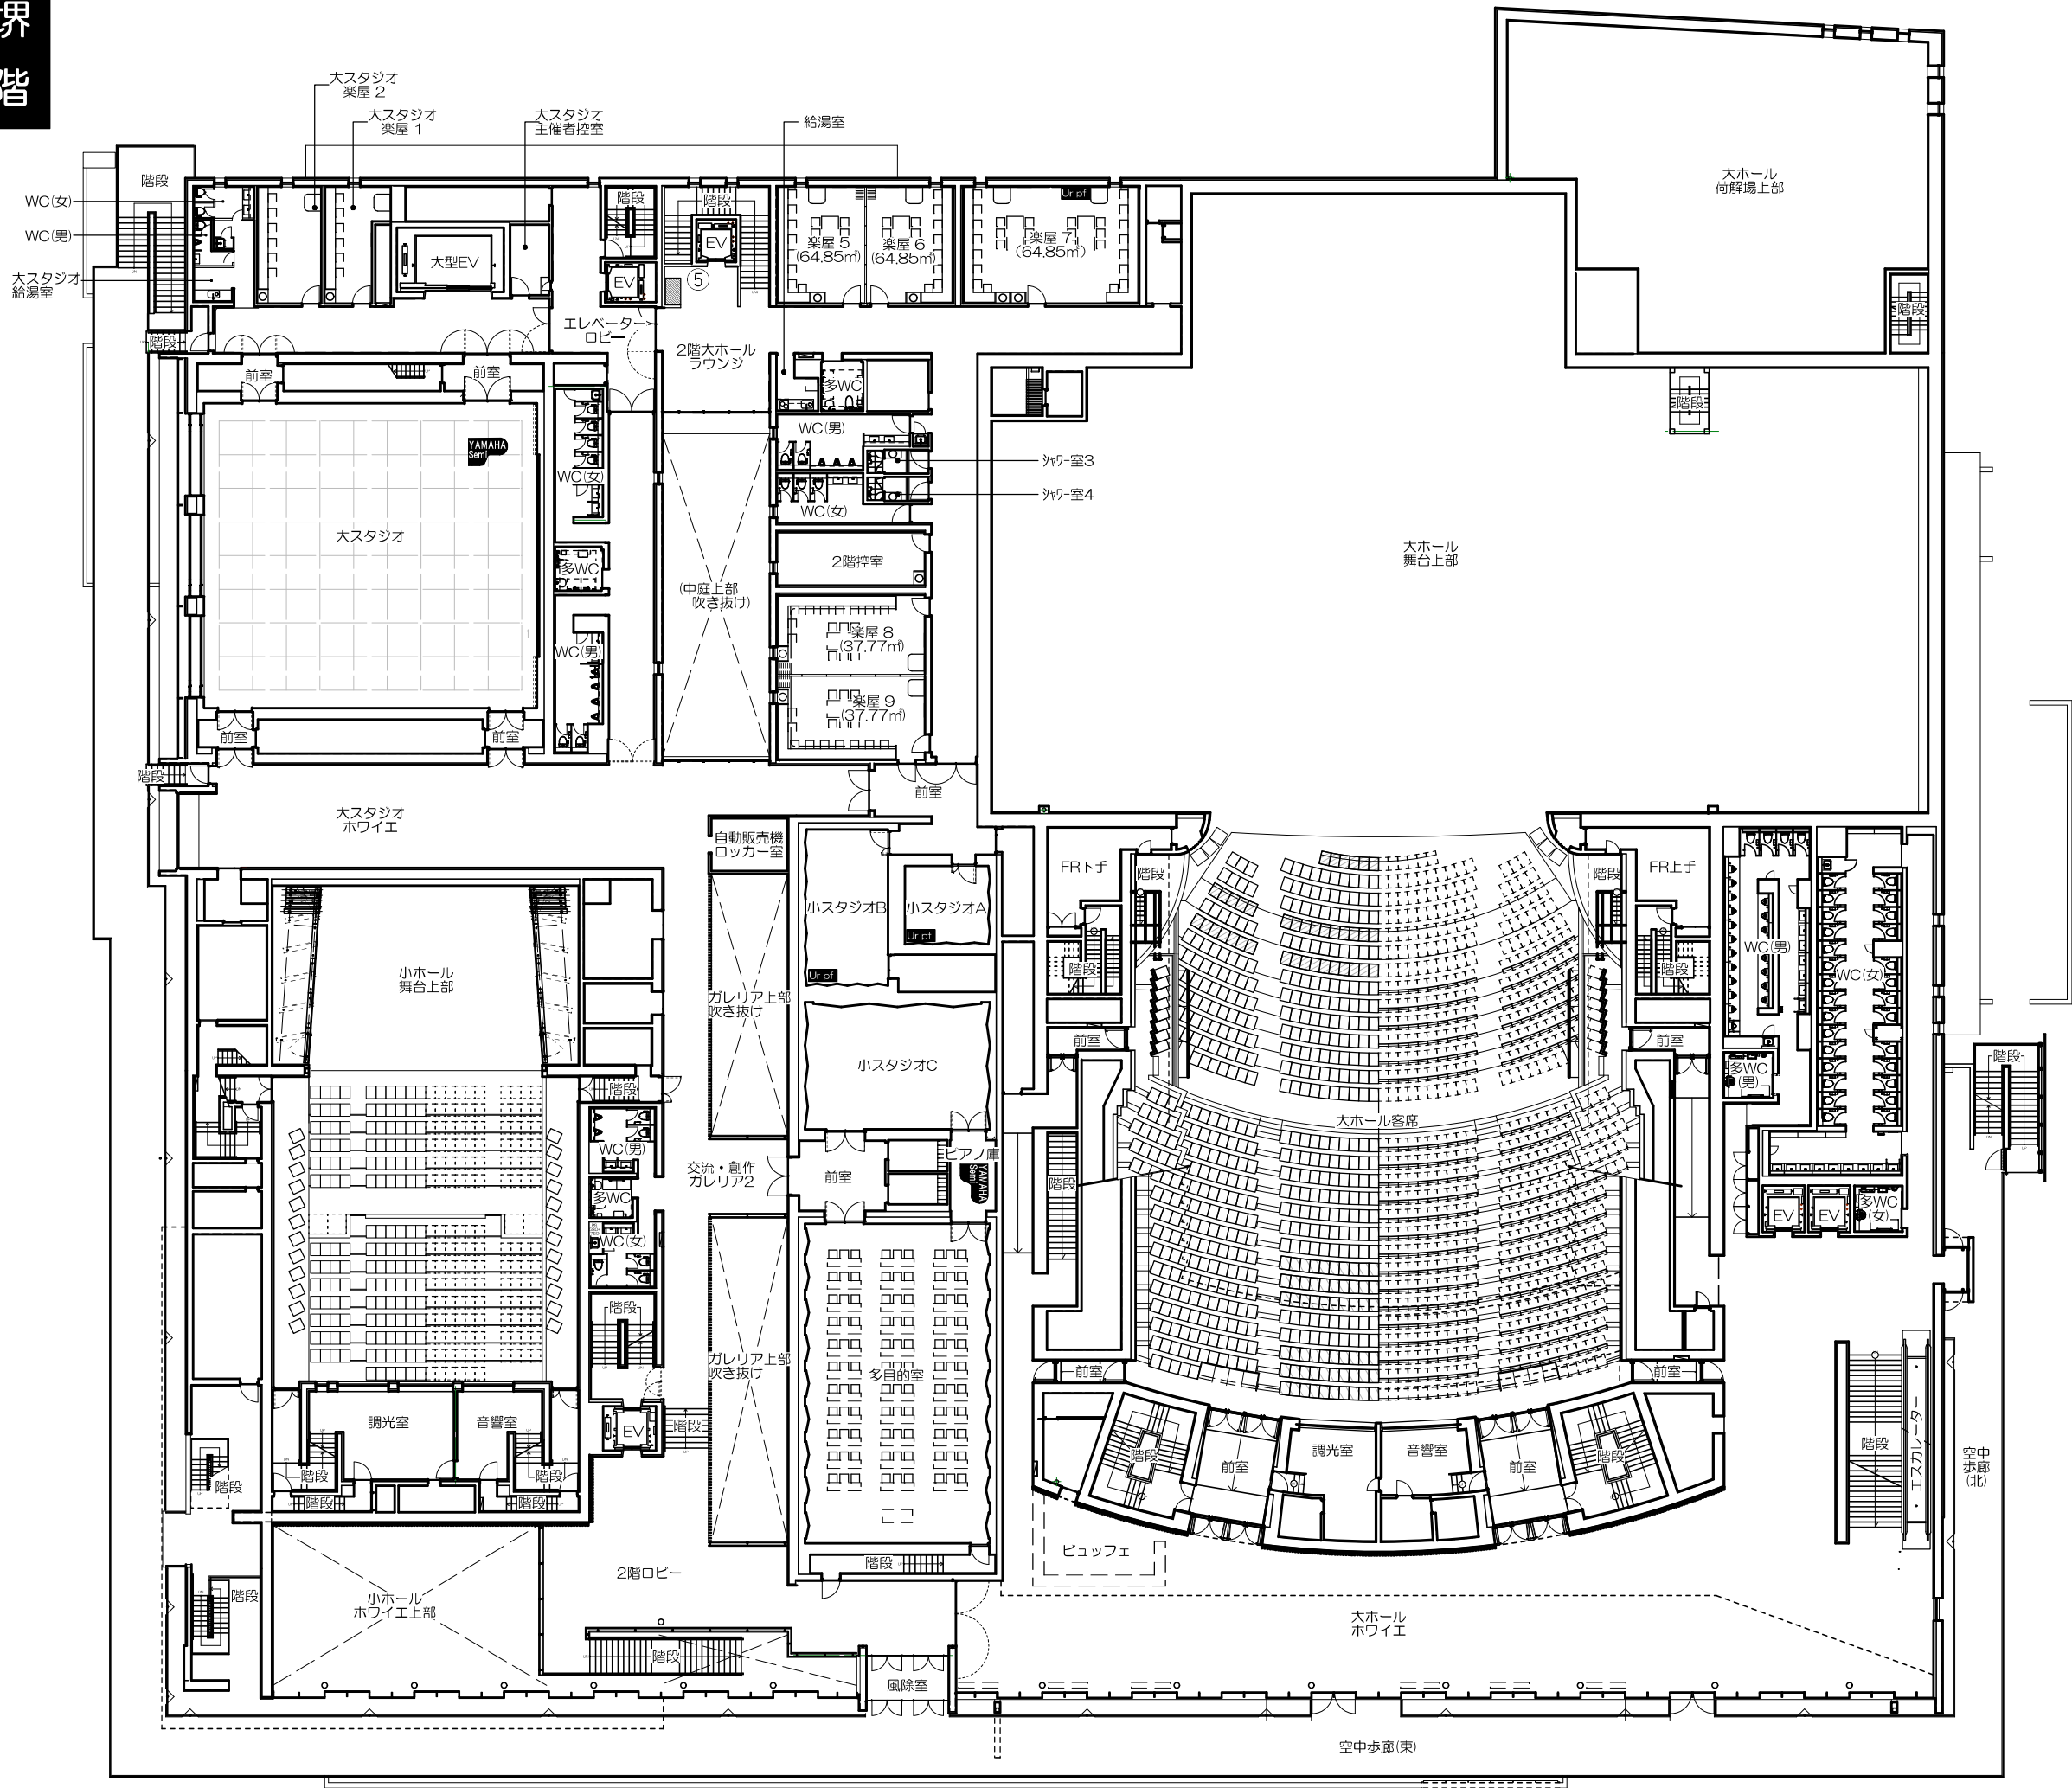 堺
階
大スタジオ
楽屋 2
大スタジオ
楽屋 1
大スタジオ
主催者控室
給湯室
階段
WC(女)
WC(男)
大スタジオ
給湯室
大型EV
階段
EV
階段
EV
⑤
楽屋 5
(64.85㎡)
楽屋 6
(64.85㎡)
Ur pf
楽屋 7
(64.85㎡)
大ホール
荷解場上部
階段
階段
エレベーター
ロビー
2階大ホール
ラウンジ
前室
前室
多WC
WC(男)
階段
YAMAHA
Semi
WC(女)
シャワー室3
シャワー室4
WC(女)
大スタジオ
大ホール
舞台上部
2階控室
多WC
(中庭上部
吹き抜け)
楽屋 8
(37.77㎡)
WC(男)
楽屋 9
(37.77㎡)
前室
前室
階段
前室
大スタジオ
ホワイエ
自動販売機
ロッカー室
FR下手
階段
階段
FR上手
小スタジオB
小スタジオA
Ur pf
Ur pf
WC(男)
WC(女)
小ホール
舞台上部
階段
階段
ガレリア上部
吹き抜け
前室
前室
小スタジオC
階段
多WC
(男)
階段
大ホール客席
WC(男)
ピアノ庫
YAMAHA
Semi
交流・創作
ガレリア2
前室
階段
多WC
WC(女)
EV
EV
多WC
(女)
階段
ガレリア上部
吹き抜け
多目的室
前室
前室
調光室
音響室
EV
階段
階段
前室
調光室
音響室
前室
階段
階段
エスカレーター
空中
歩廊
(北)
階段
階段
階段
階段
階段
ビュッフェ
階段
2階ロビー
階段
小ホール
ホワイエ上部
大ホール
ホワイエ
階段
風除室
空中歩廊(東)